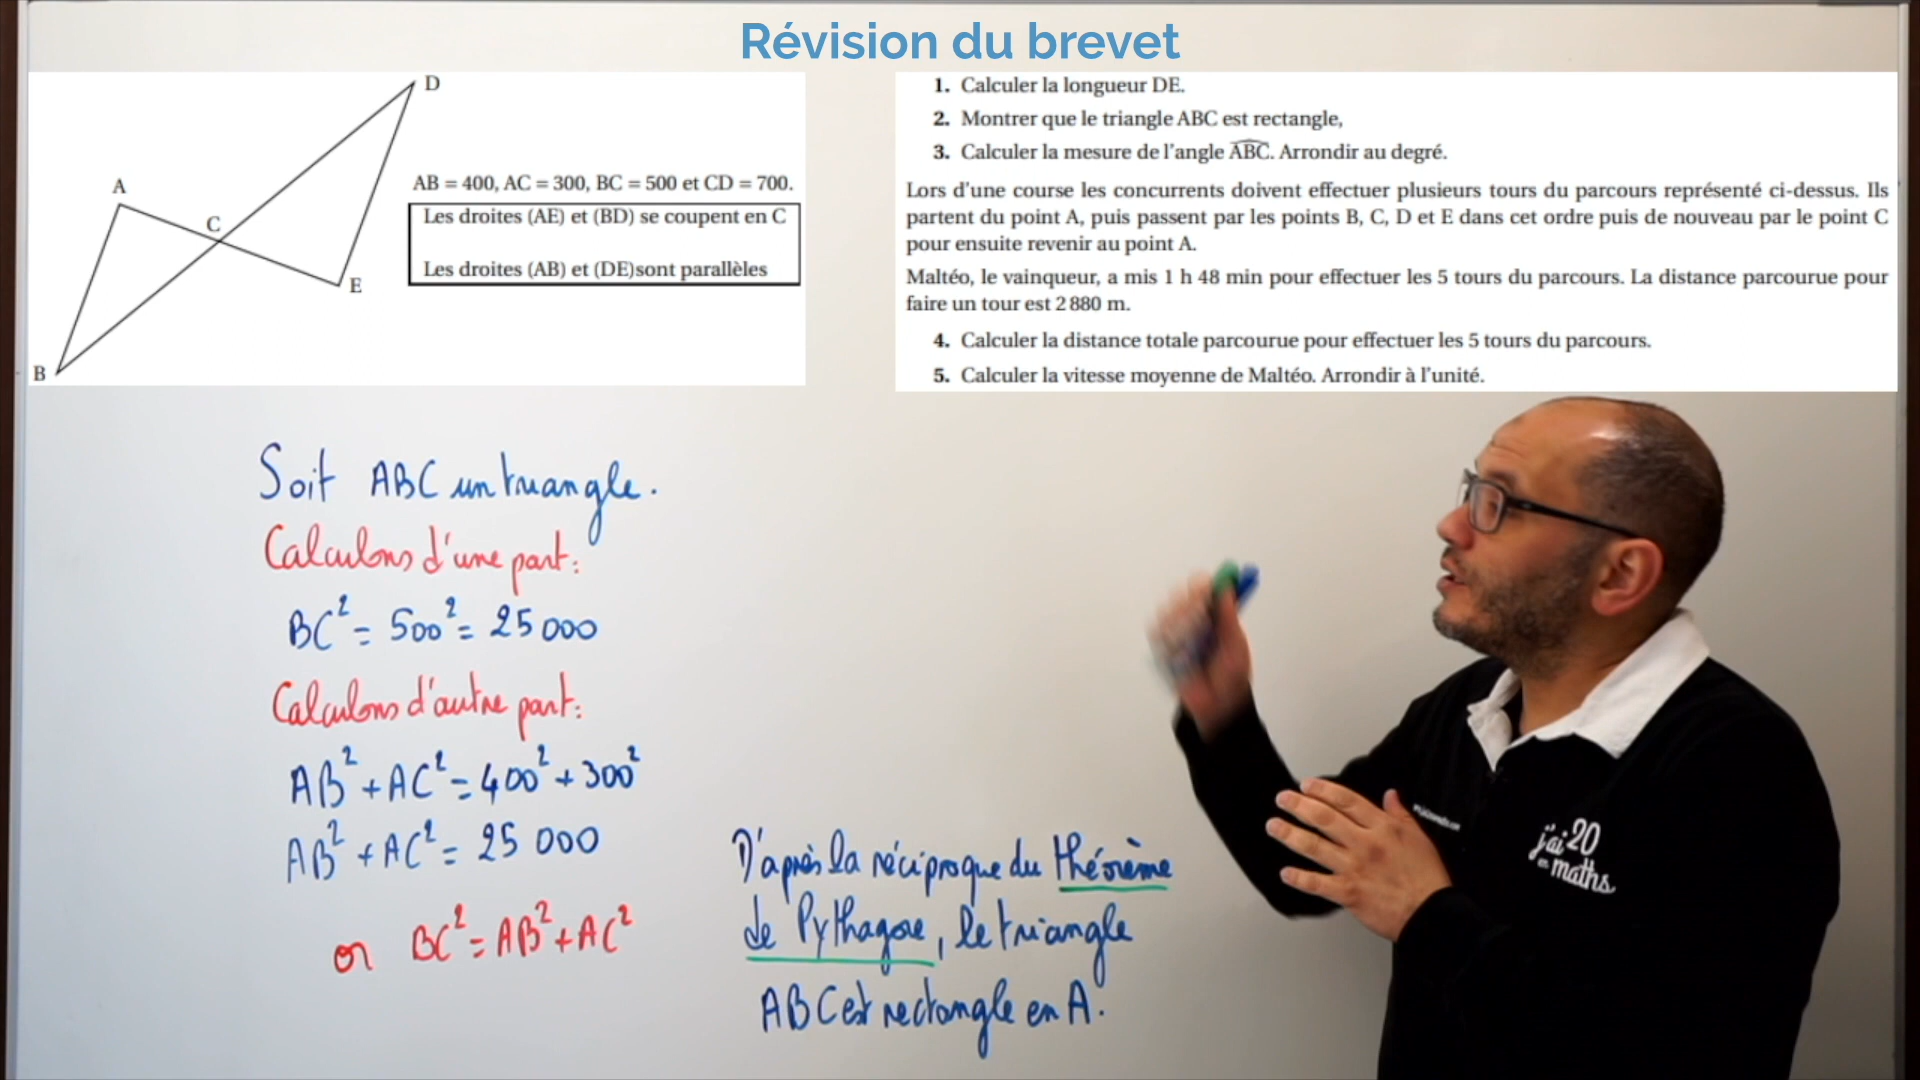 Révision du brevet
D
A
C
E
B
AB = 400, AC = 300, BC = 500 et CD = 700.
Les droites (AE) et (BD) se coupent en C
Les droites (AB) et (DE)sont parallèles
1. Calculer la longueur DE.
2. Montrer que le triangle ABC est rectangle,
3. Calculer la mesure de l'angle ABC. Arrondir au degré.
Lors d'une course les concurrents doivent effectuer plusieurs tours du parcours représenté ci-dessus. Ils
partent du point A, puis passent par les points B, C, D et E dans cet ordre puis de nouveau par le point C
pour ensuite revenir au point A.
Maltéo, le vainqueur, a mis 1 h 48 min pour effectuer les 5 tours du parcours. La distance parcourue pour
faire un tour est 2 880 m.
4. Calculer la distance totale parcourue pour effectuer les 5 tours du parcours.
5. Calculer la vitesse moyenne de Maltéo. Arrondir à l'unité.
Soit ABC un triangle.
Calculons d'une part:
BC² = 500² = 25 000
Calculons d'autre part:
AB² + AC² = 400² + 300²
AB² + AC² = 25 000
or BC² = AB² + AC²
D'après la réciproque du théorème
de Pythagore, le triangle
ABC est rectangle en A.
j'ai 20
en maths